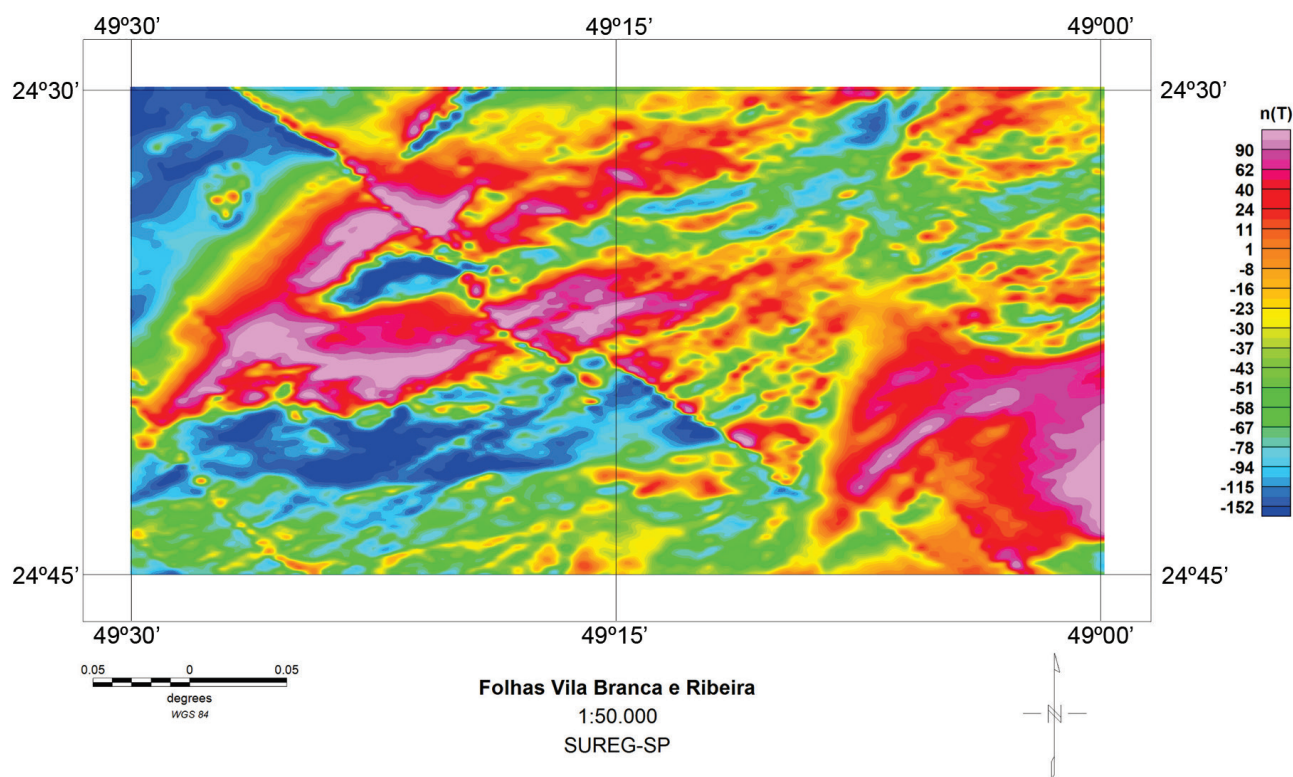 49º30’ 49º15’ 49º00’
24º30’ 24º30’
n(T)
90
62
40
24
11
1
-8
-16
-23
-30
-37
-43
-51
-58
-67
-78
-94
-115
-152
24º45’ 24º45’
49º30’ 49º15’ 49º00’
0.05 0 0.05
degrees
WGS 84
Folhas Vila Branca e Ribeira
1:50.000
SUREG-SP
N